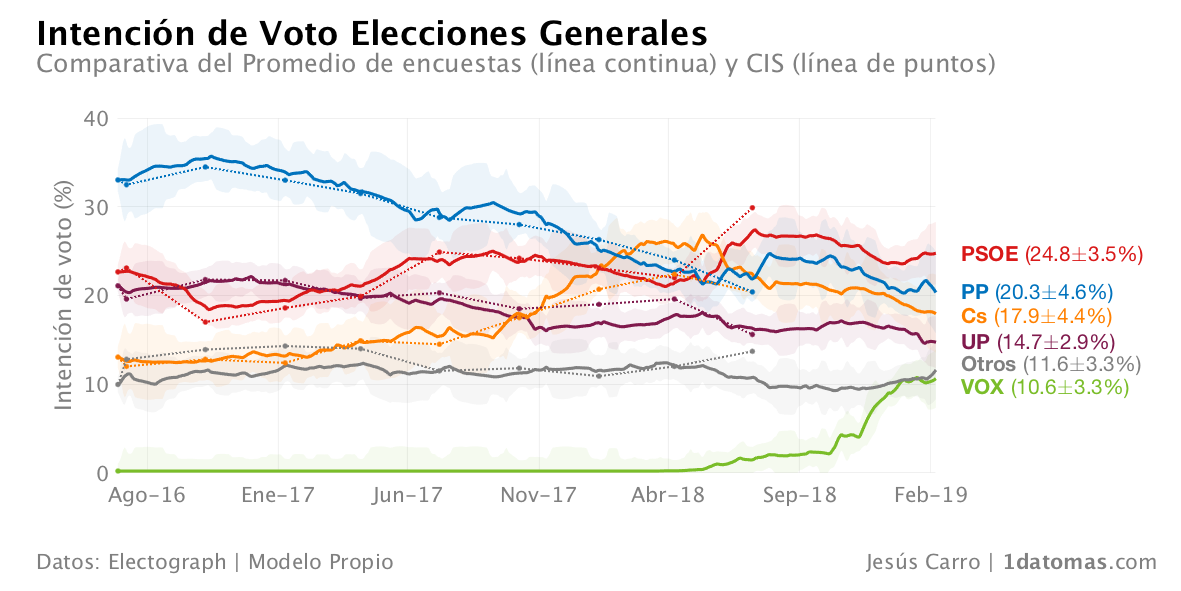 Intención de Voto Elecciones Generales
Comparativa del Promedio de encuestas (línea continua) y CIS (línea de puntos)
Intención de voto (%)
40
30
20
10
0
Ago-16 Ene-17 Jun-17 Nov-17 Abr-18 Sep-18 Feb-19
PSOE (24.8±3.5%)
PP (20.3±4.6%)
Cs (17.9±4.4%)
UP (14.7±2.9%)
Otros (11.6±3.3%)
VOX (10.6±3.3%)
Datos: Electograph | Modelo Propio
Jesús Carro | 1datomas.com